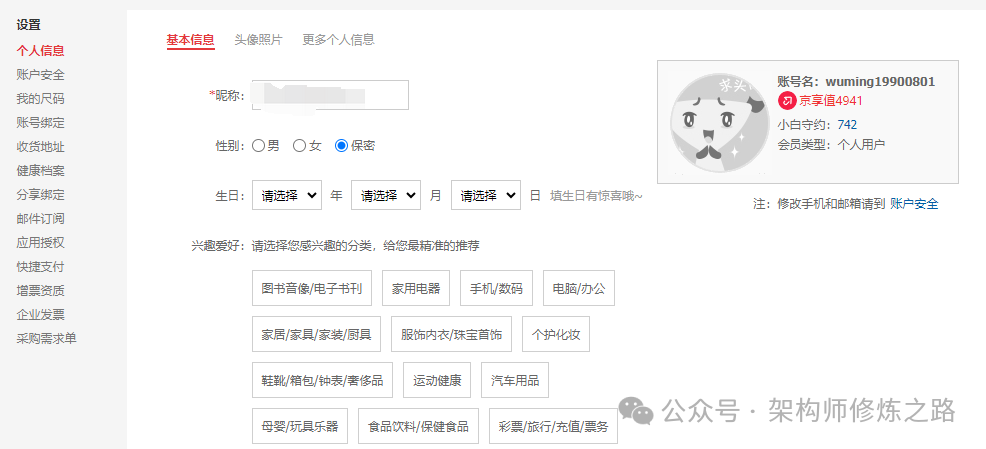 设置
个人信息
账户安全
我的尺码
账号绑定
收货地址
健康档案
分享绑定
邮件订阅
应用授权
快捷支付
增票资质
企业发票
采购需求单
基本信息 头像照片 更多个人信息
*昵称：
性别： 男 女 保密
生日： 请选择 年 请选择 月 请选择 日 填生日有惊喜哦~
兴趣爱好：请选择您感兴趣的分类，给您最精准的推荐
图书音像/电子书刊 家用电器 手机/数码 电脑/办公
家居/家具/家装/厨具 服饰内衣/珠宝首饰 个护化妆
鞋靴/箱包/钟表/奢侈品 运动健康 汽车用品
母婴/玩具乐器 食品饮料/保健食品 彩票/旅行/充值/票务
账号名：wuming19900801
京享值4941
小白守约：742
会员类型：个人用户
注：修改手机和邮箱请到 账户安全
公众号 · 架构师修炼之路